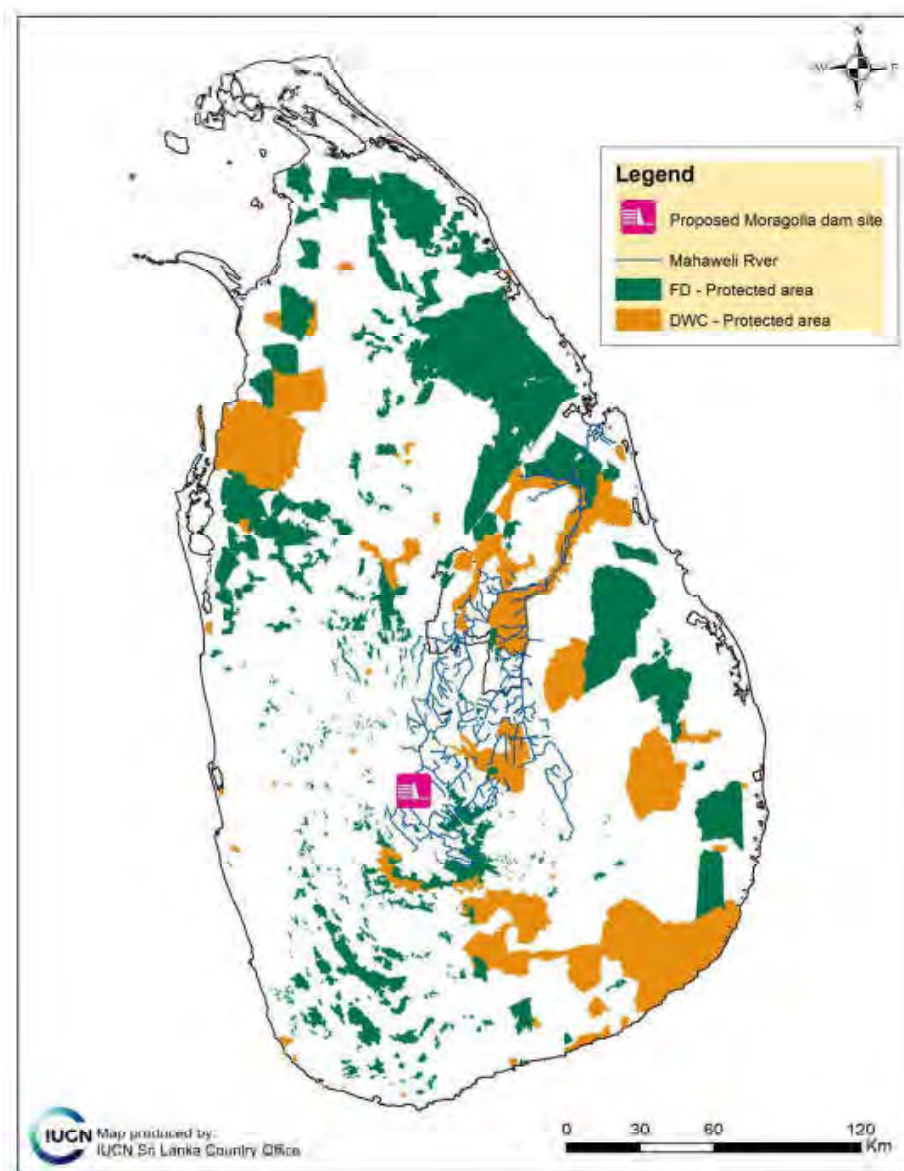 N
W E
S
Legend
Proposed Moragolla dam site
Mahaweli Rver
FD - Protected area
DWC - Protected area
IUCN
Map produced by:
IUCN Sri Lanka Country Office
0 30 60 120
Km